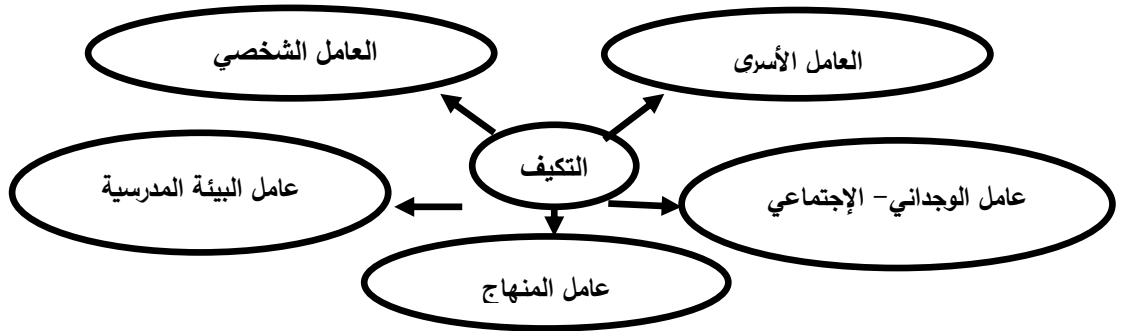 العامل الأسرى
العامل الشخصي
التكيف
عامل الوجداني– الإجتماعي
عامل البيئة المدرسية
عامل المنهاج